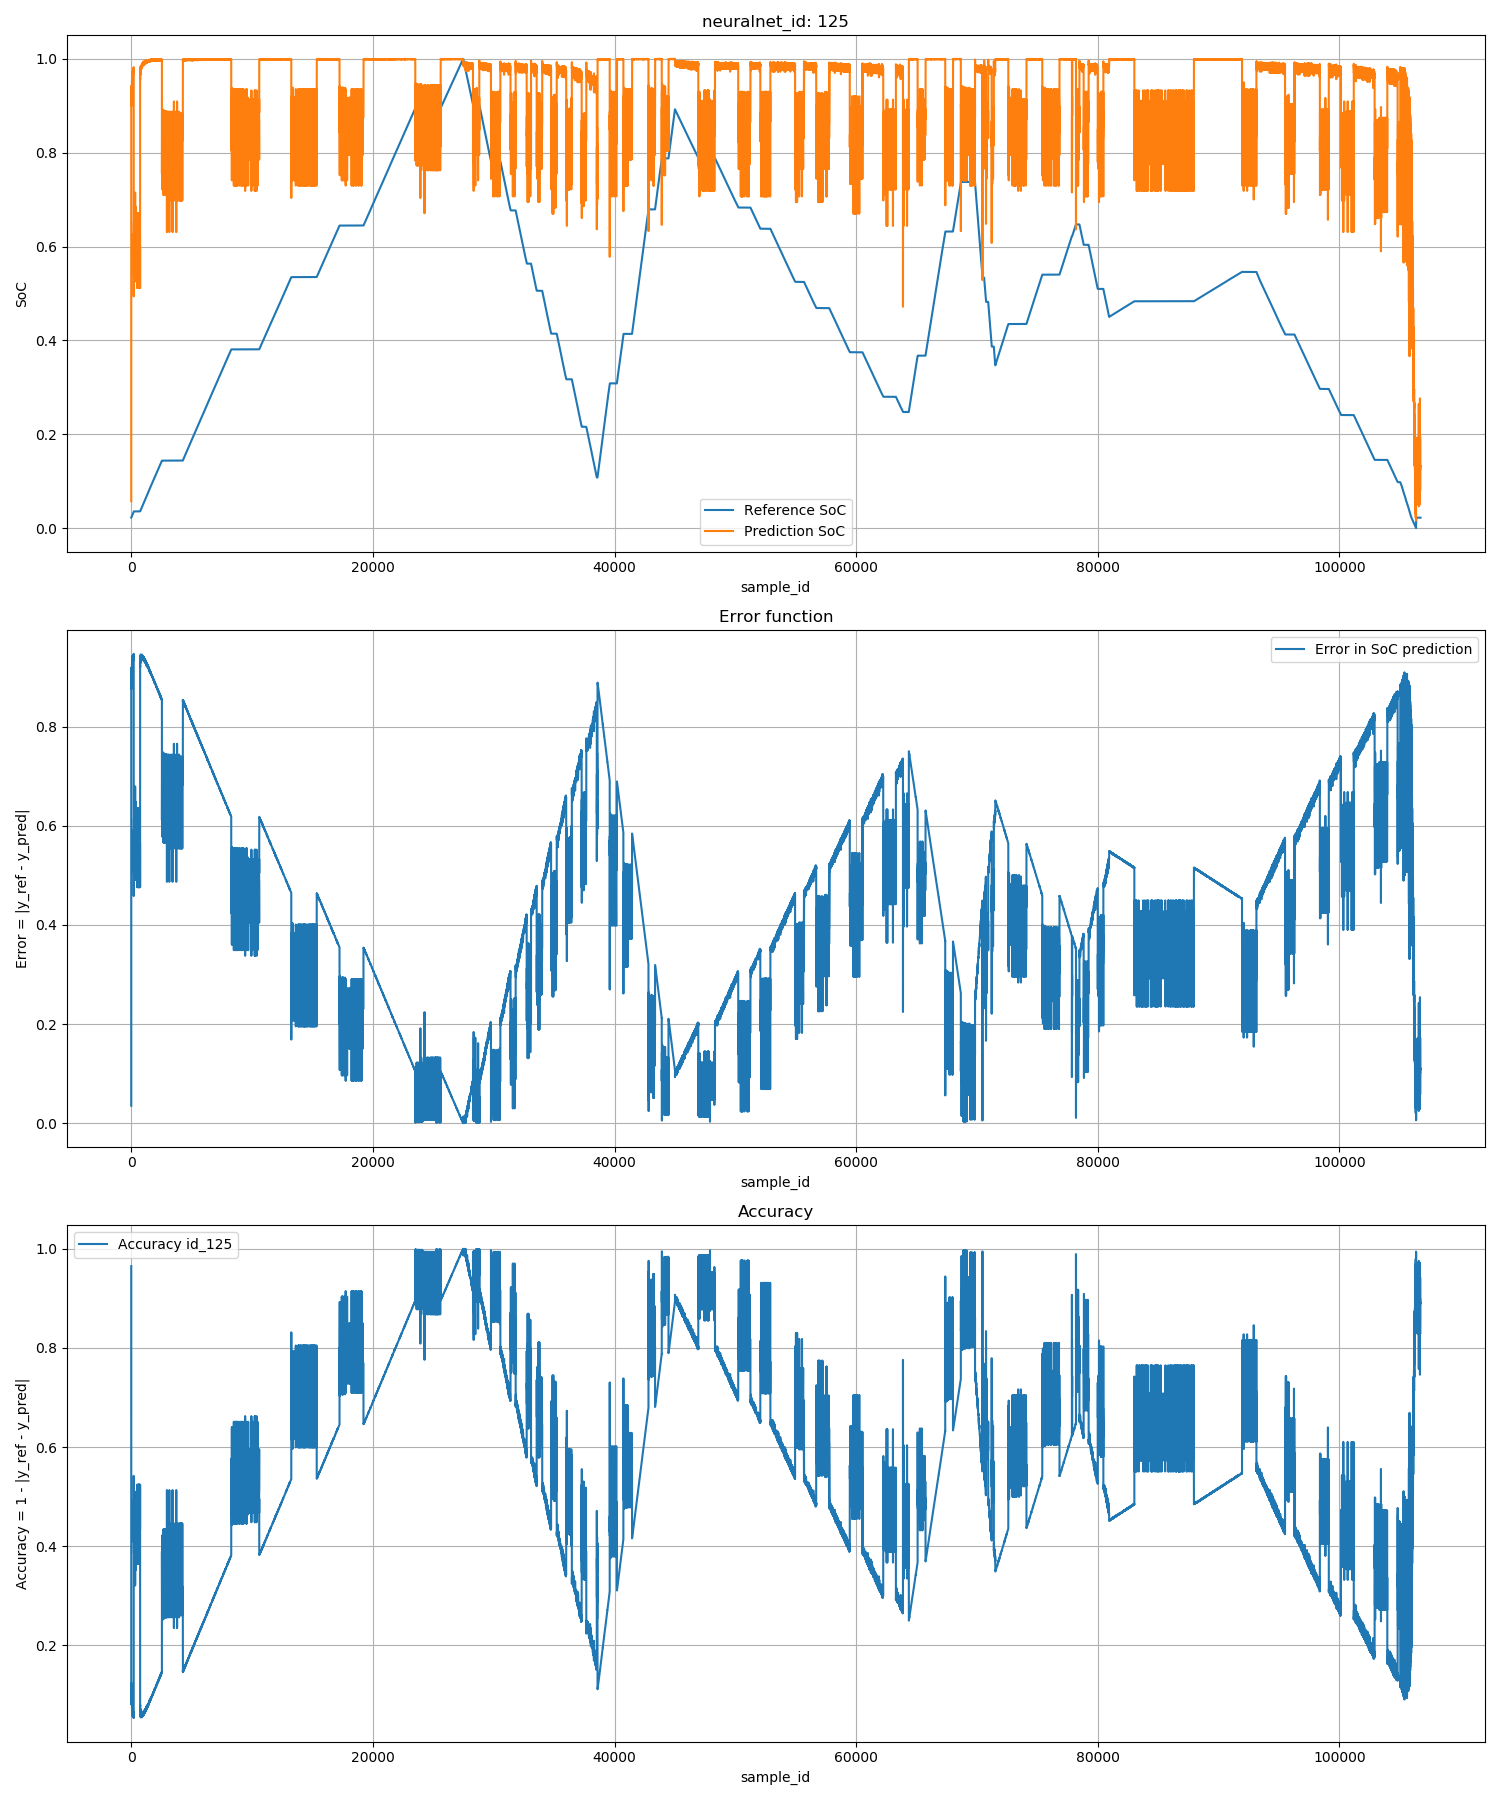 neuralnet_id: 125
1.0
0.8
0.6
0.4
0.2
0.0
SoC
Reference SoC
Prediction SoC
0 20000 40000 60000 80000 100000
sample_id
Error function
Error in SoC prediction
0.8
0.6
0.4
0.2
0.0
Error = |y_ref - y_pred|
0 20000 40000 60000 80000 100000
sample_id
Accuracy
Accuracy id_125
1.0
0.8
0.6
0.4
0.2
Accuracy = 1 - |y_ref - y_pred|
0 20000 40000 60000 80000 100000
sample_id